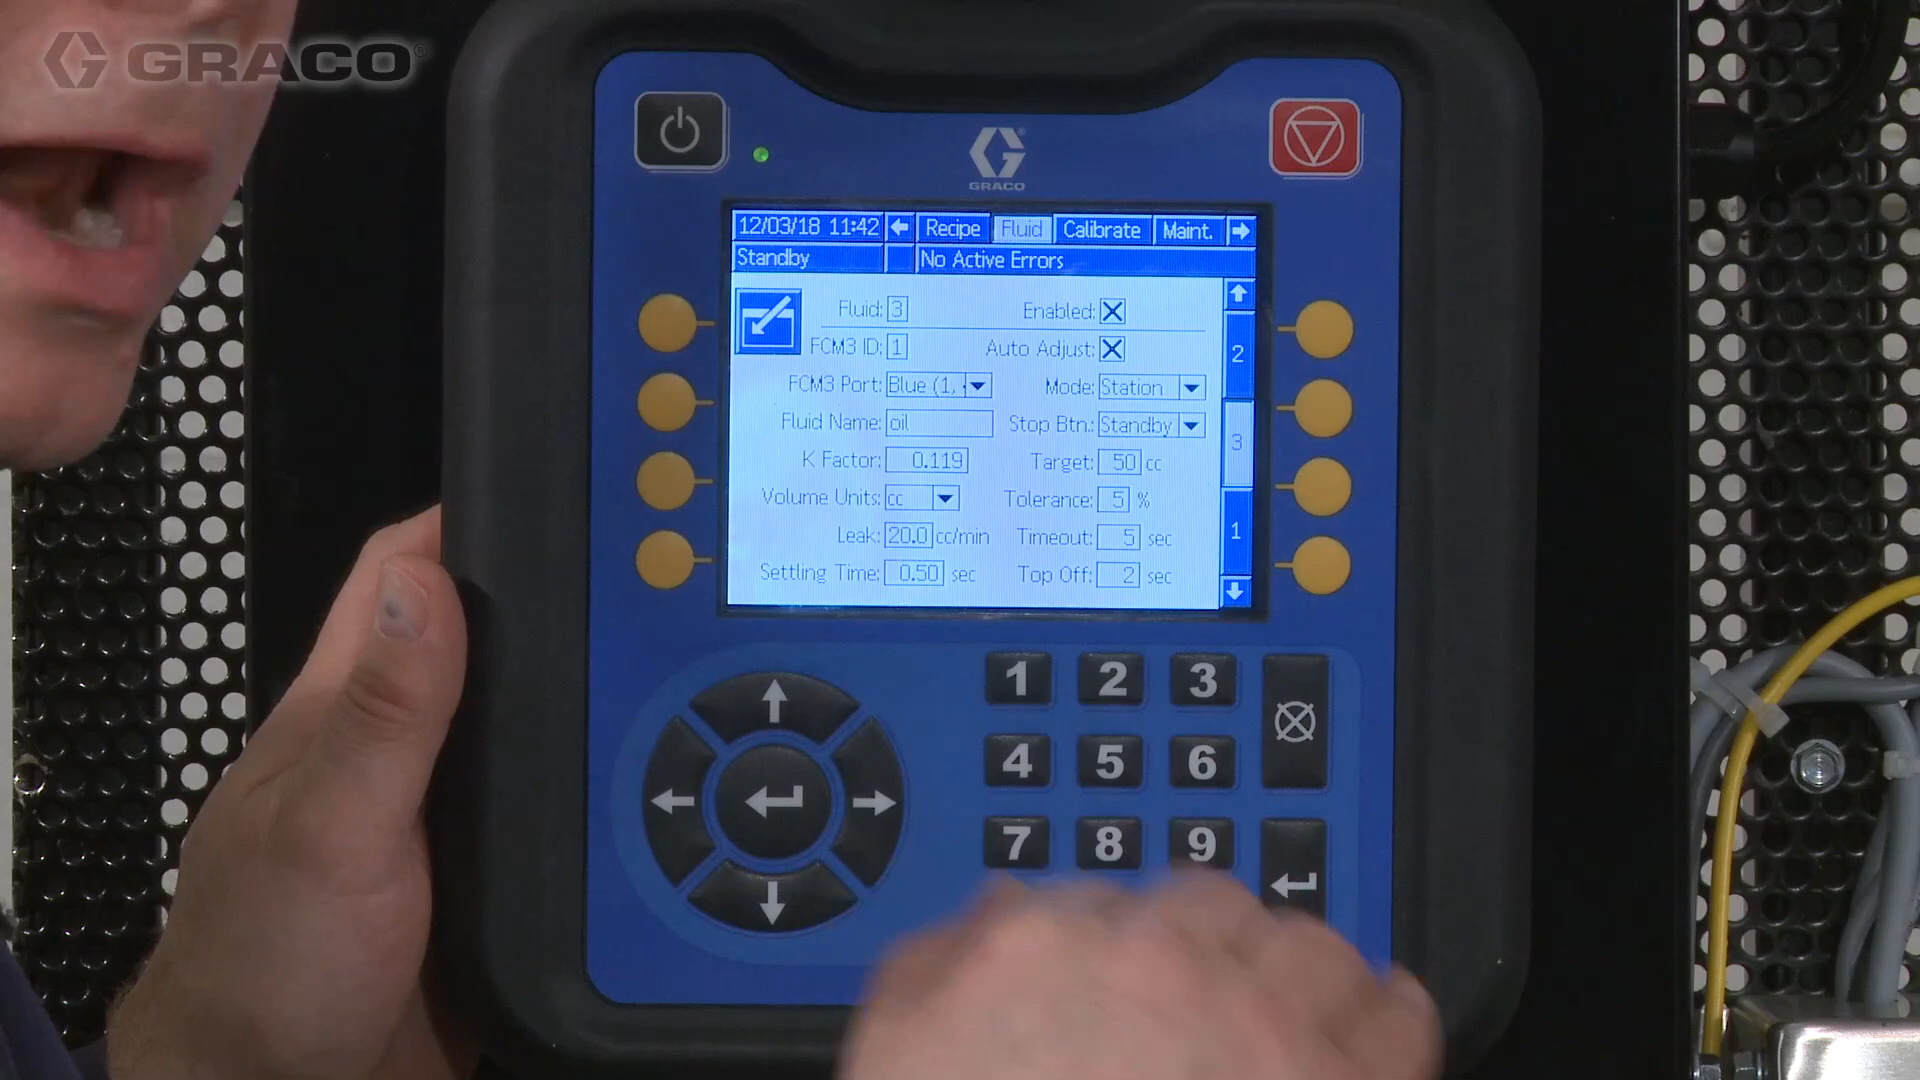 GRACO
GRACO
12/03/18 11:42 Recipe Fluid Calibrate Maint.
Standby No Active Errors
Fluid: 3 Enabled:
FCM3 ID: 1 Auto Adjust:
FCM3 Port: Blue (1, Mode: Station
Fluid Name: oil Stop Btn.: Standby
K Factor: 0.119 Target: 50 cc
Volume Units: cc Tolerance: 5 %
Leak: 20.0 cc/min Timeout: 5 sec
Settling Time: 0.50 sec Top Off: 2 sec
2
3
1
1 2 3
4 5 6
7 8 9